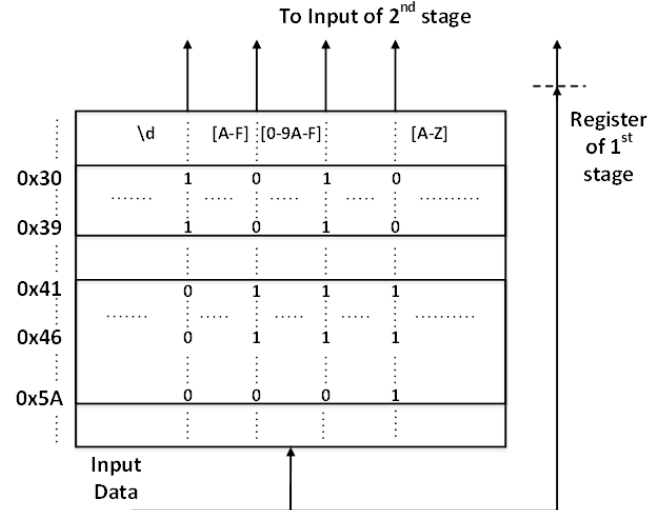 To Input of 2nd stage
Register of 1st stage
\d [A-F] [0-9A-F] [A-Z]
0x30 1 0 1 0
0x39 1 0 1 0
0x41 0 1 1 1
0x46 0 1 1 1
0x5A 0 0 0 1
Input
Data